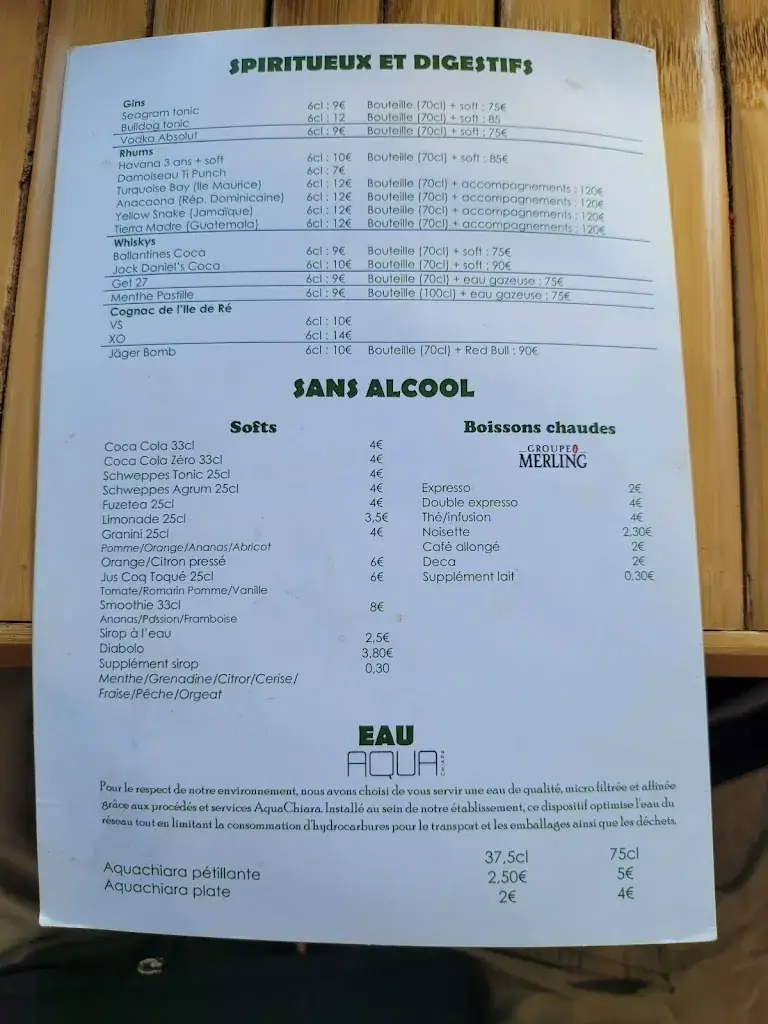 SPIRITUEUX ET DIGESTIFS
Gins
Seagram tonic 6cl : 9€ Bouteille (70cl) + soft : 75€
Bulldog tonic 6cl : 12 Bouteille (70cl) + soft : 85
Vodka Absolut 6cl : 9€ Bouteille (70cl) + soft : 75€
Rhums
Havana 3 ans + soft 6cl : 10€ Bouteille (70cl) + soft : 85€
Damoiseau Ti Punch 6cl : 7€
Turquoise Bay (Ile Maurice) 6cl : 12€ Bouteille (70cl) + accompagnements : 120€
Anacaona (Rép. Dominicaine) 6cl : 12€ Bouteille (70cl) + accompagnements : 120€
Yellow Snake (Jamaïque) 6cl : 12€ Bouteille (70cl) + accompagnements : 120€
Tierra Madre (Guatemala) 6cl : 12€ Bouteille (70cl) + accompagnements : 120€
Whiskys
Ballantines Coca 6cl : 9€ Bouteille (70cl) + soft : 75€
Jack Daniel's Coca 6cl : 10€ Bouteille (70cl) + soft : 90€
Get 27 6cl : 9€ Bouteille (70cl) + eau gazeuse : 75€
Menthe Pastille 6cl : 9€ Bouteille (100cl) + eau gazeuse : 75€
Cognac de l'Ile de Ré
VS 6cl : 10€
XO 6cl : 14€
Jäger Bomb 6cl : 10€ Bouteille (70cl) + Red Bull : 90€
SANS ALCOOL
Softs
Coca Cola 33cl 4€
Coca Cola Zéro 33cl 4€
Schweppes Tonic 25cl 4€
Schweppes Agrum 25cl 4€
Fuzetea 25cl 4€
Limonade 25cl 3,5€
Granini 25cl 4€
Pomme/Orange/Ananas/Abricot
Orange/Citron pressé 6€
Jus Coq Toqué 25cl 6€
Tomate/Romarin Pomme/Vanille
Smoothie 33cl 8€
Ananas/Passion/Framboise
Sirop à l'eau 2,5€
Diabolo 3,80€
Supplément sirop 0,30
Menthe/Grenadine/Citror/Cerise/
Fraise/Pêche/Orgeat
Boissons chaudes
GROUPE
MERLING
Expresso 2€
Double expresso 4€
Thé/infusion 4€
Noisette 2,30€
Café allongé 2€
Deca 2€
Supplément lait 0,30€
EAU
AQUA CHIARA
Pour le respect de notre environnement, nous avons choisi de vous servir une eau de qualité, micro filtrée et affinée
grâce aux procédés et services AquaChiara. Installé au sein de notre établissement, ce dispositif optimise l'eau du
réseau tout en limitant la consommation d'hydrocarbures pour le transport et les emballages ainsi que les déchets.
37,5cl 75cl
Aquachiara pétillante 2,50€ 5€
Aquachiara plate 2€ 4€